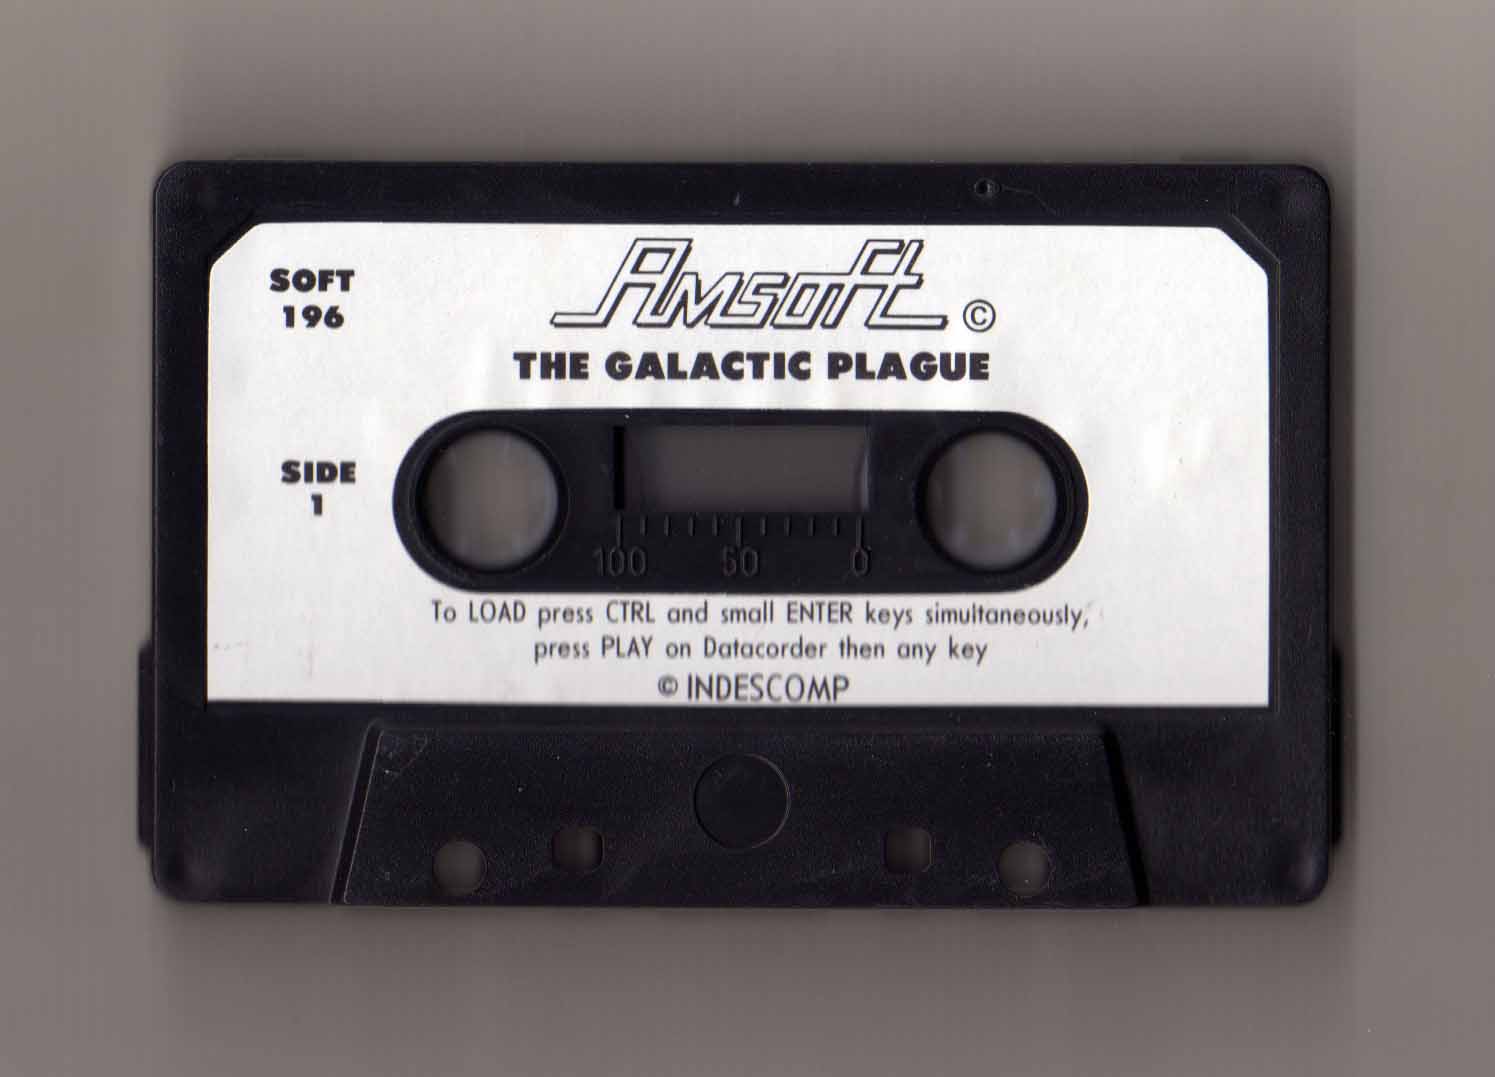 SOFT
196
Amsoft ©
THE GALACTIC PLAGUE
SIDE
1
100 50 0
To LOAD press CTRL and small ENTER keys simultaneously,
press PLAY on Datacorder then any key
© INDESCOMP